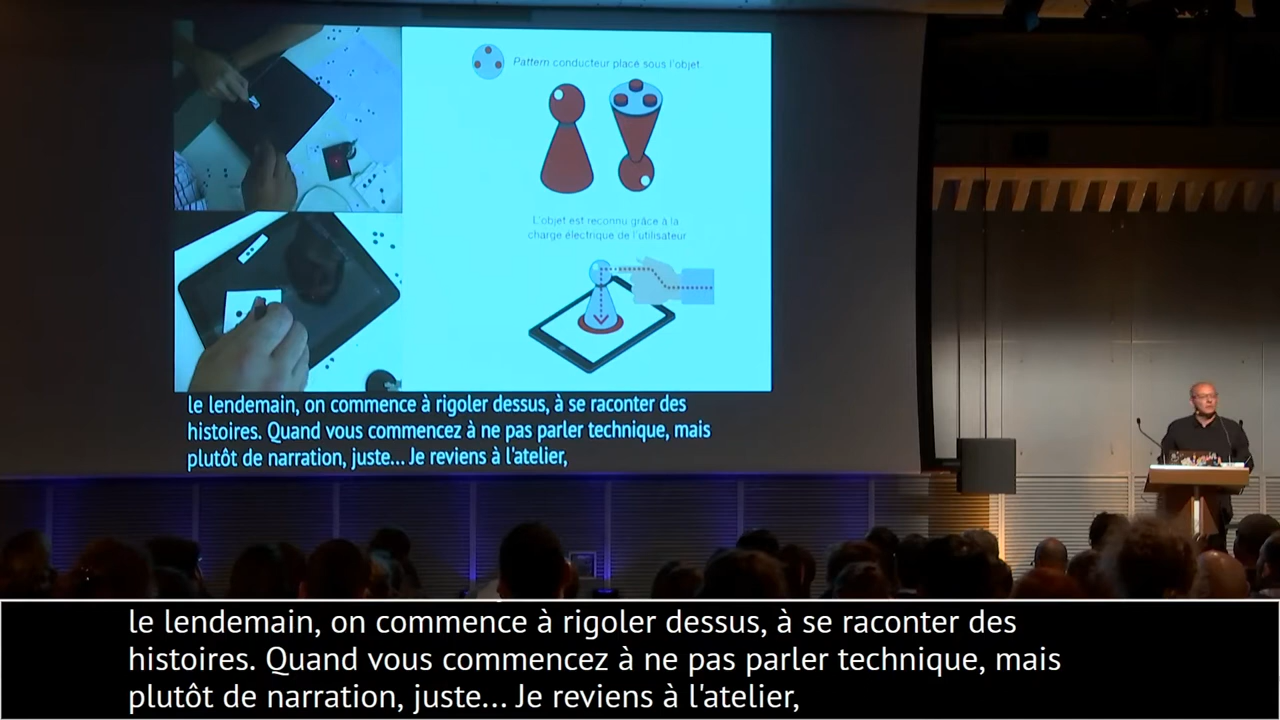 Pattern conducteur placé sous l'objet.
L'objet est reconnu grâce à la
charge électrique de l'utilisateur
le lendemain, on commence à rigoler dessus, à se raconter des
histoires. Quand vous commencez à ne pas parler technique, mais
plutôt de narration, juste... Je reviens à l'atelier,
le lendemain, on commence à rigoler dessus, à se raconter des
histoires. Quand vous commencez à ne pas parler technique, mais
plutôt de narration, juste... Je reviens à l'atelier,